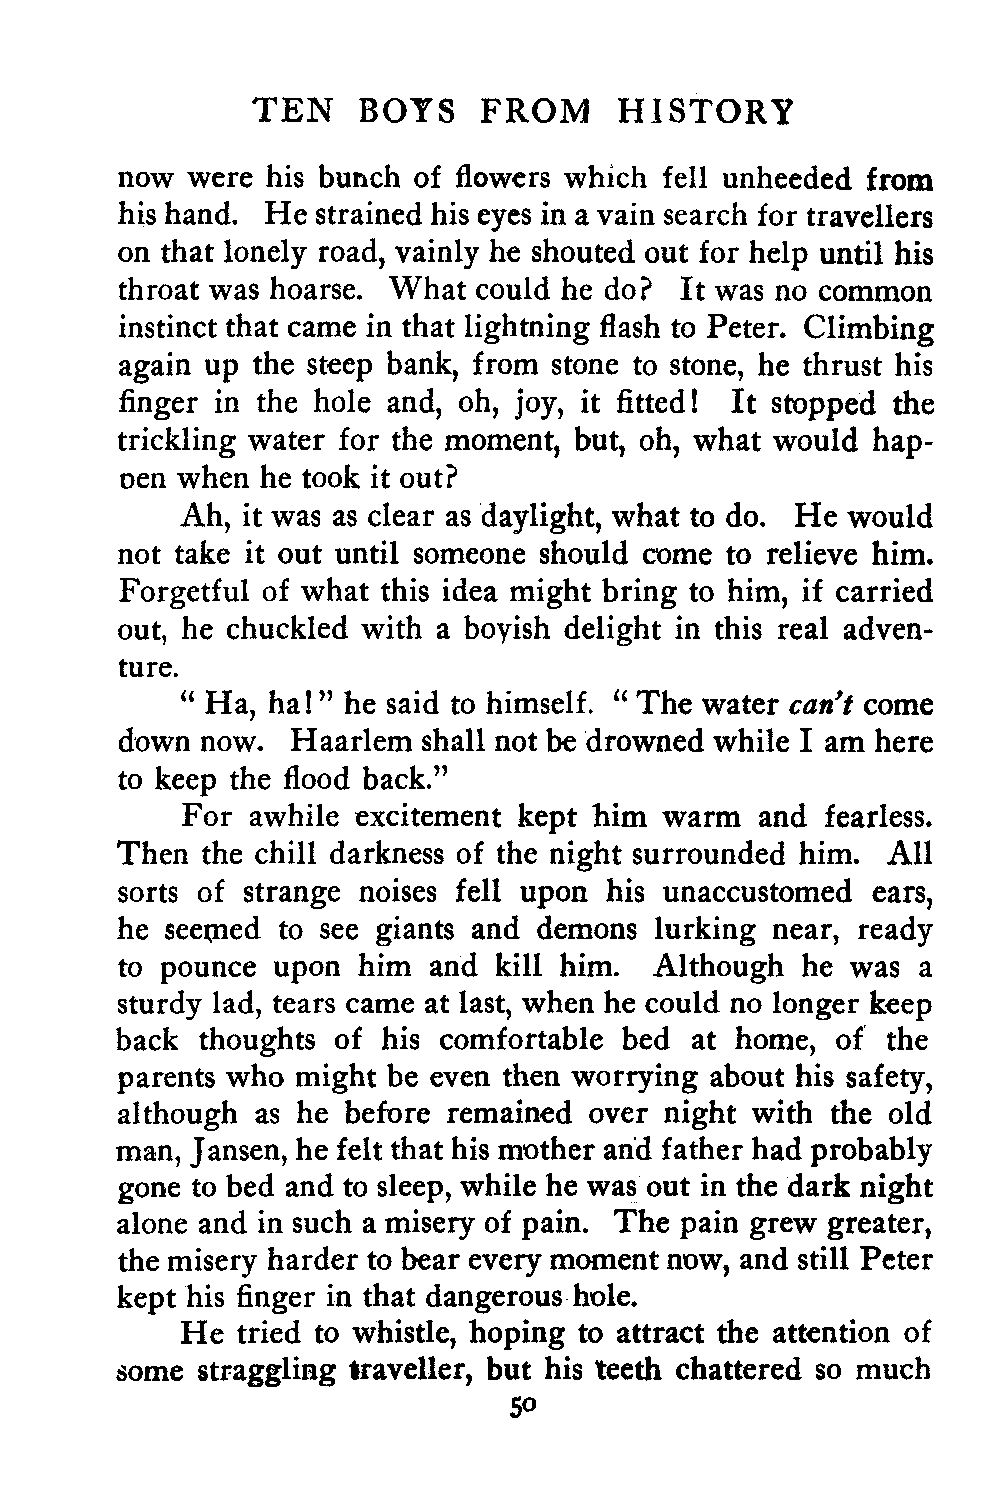 TEN BOYS FROM HISTORY
now were his bunch of flowers which fell unheeded from
his hand. He strained his eyes in a vain search for travellers
on that lonely road, vainly he shouted out for help until his
throat was hoarse. What could he do? It was no common
instinct that came in that lightning flash to Peter. Climbing
again up the steep bank, from stone to stone, he thrust his
finger in the hole and, oh, joy, it fitted! It stopped the
trickling water for the moment, but, oh, what would hap-
pen when he took it out?
Ah, it was as clear as daylight, what to do. He would
not take it out until someone should come to relieve him.
Forgetful of what this idea might bring to him, if carried
out, he chuckled with a boyish delight in this real adven-
ture.
" Ha, ha!" he said to himself. " The water can't come
down now. Haarlem shall not be drowned while I am here
to keep the flood back."
For awhile excitement kept him warm and fearless.
Then the chill darkness of the night surrounded him. All
sorts of strange noises fell upon his unaccustomed ears,
he seemed to see giants and demons lurking near, ready
to pounce upon him and kill him. Although he was a
sturdy lad, tears came at last, when he could no longer keep
back thoughts of his comfortable bed at home, of the
parents who might be even then worrying about his safety,
although as he before remained over night with the old
man, Jansen, he felt that his mother and father had probably
gone to bed and to sleep, while he was out in the dark night
alone and in such a misery of pain. The pain grew greater,
the misery harder to bear every moment now, and still Peter
kept his finger in that dangerous hole.
He tried to whistle, hoping to attract the attention of
some straggling traveller, but his teeth chattered so much
50